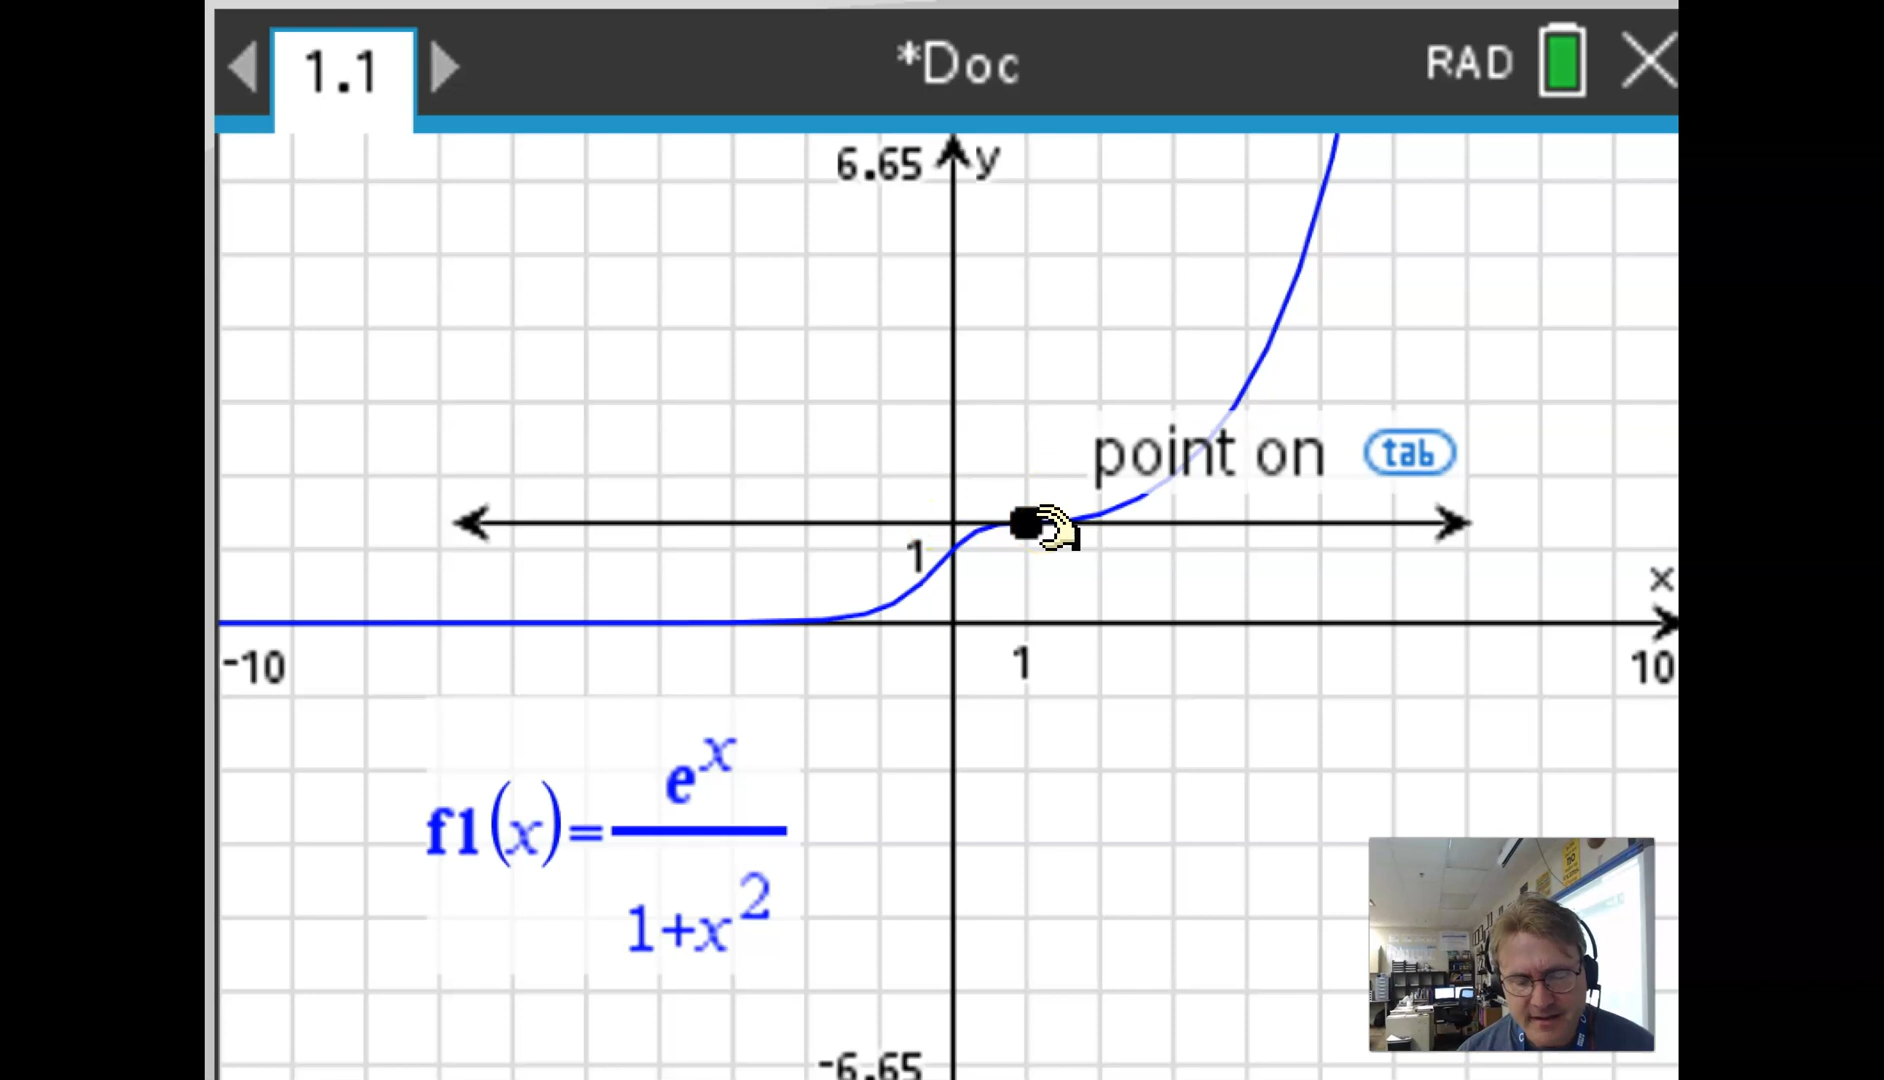 1.1 *Doc RAD
6.65 y
point on tab
1
x
-10 1 10
f1(x)=e^x/(1+x^2)
-6.65